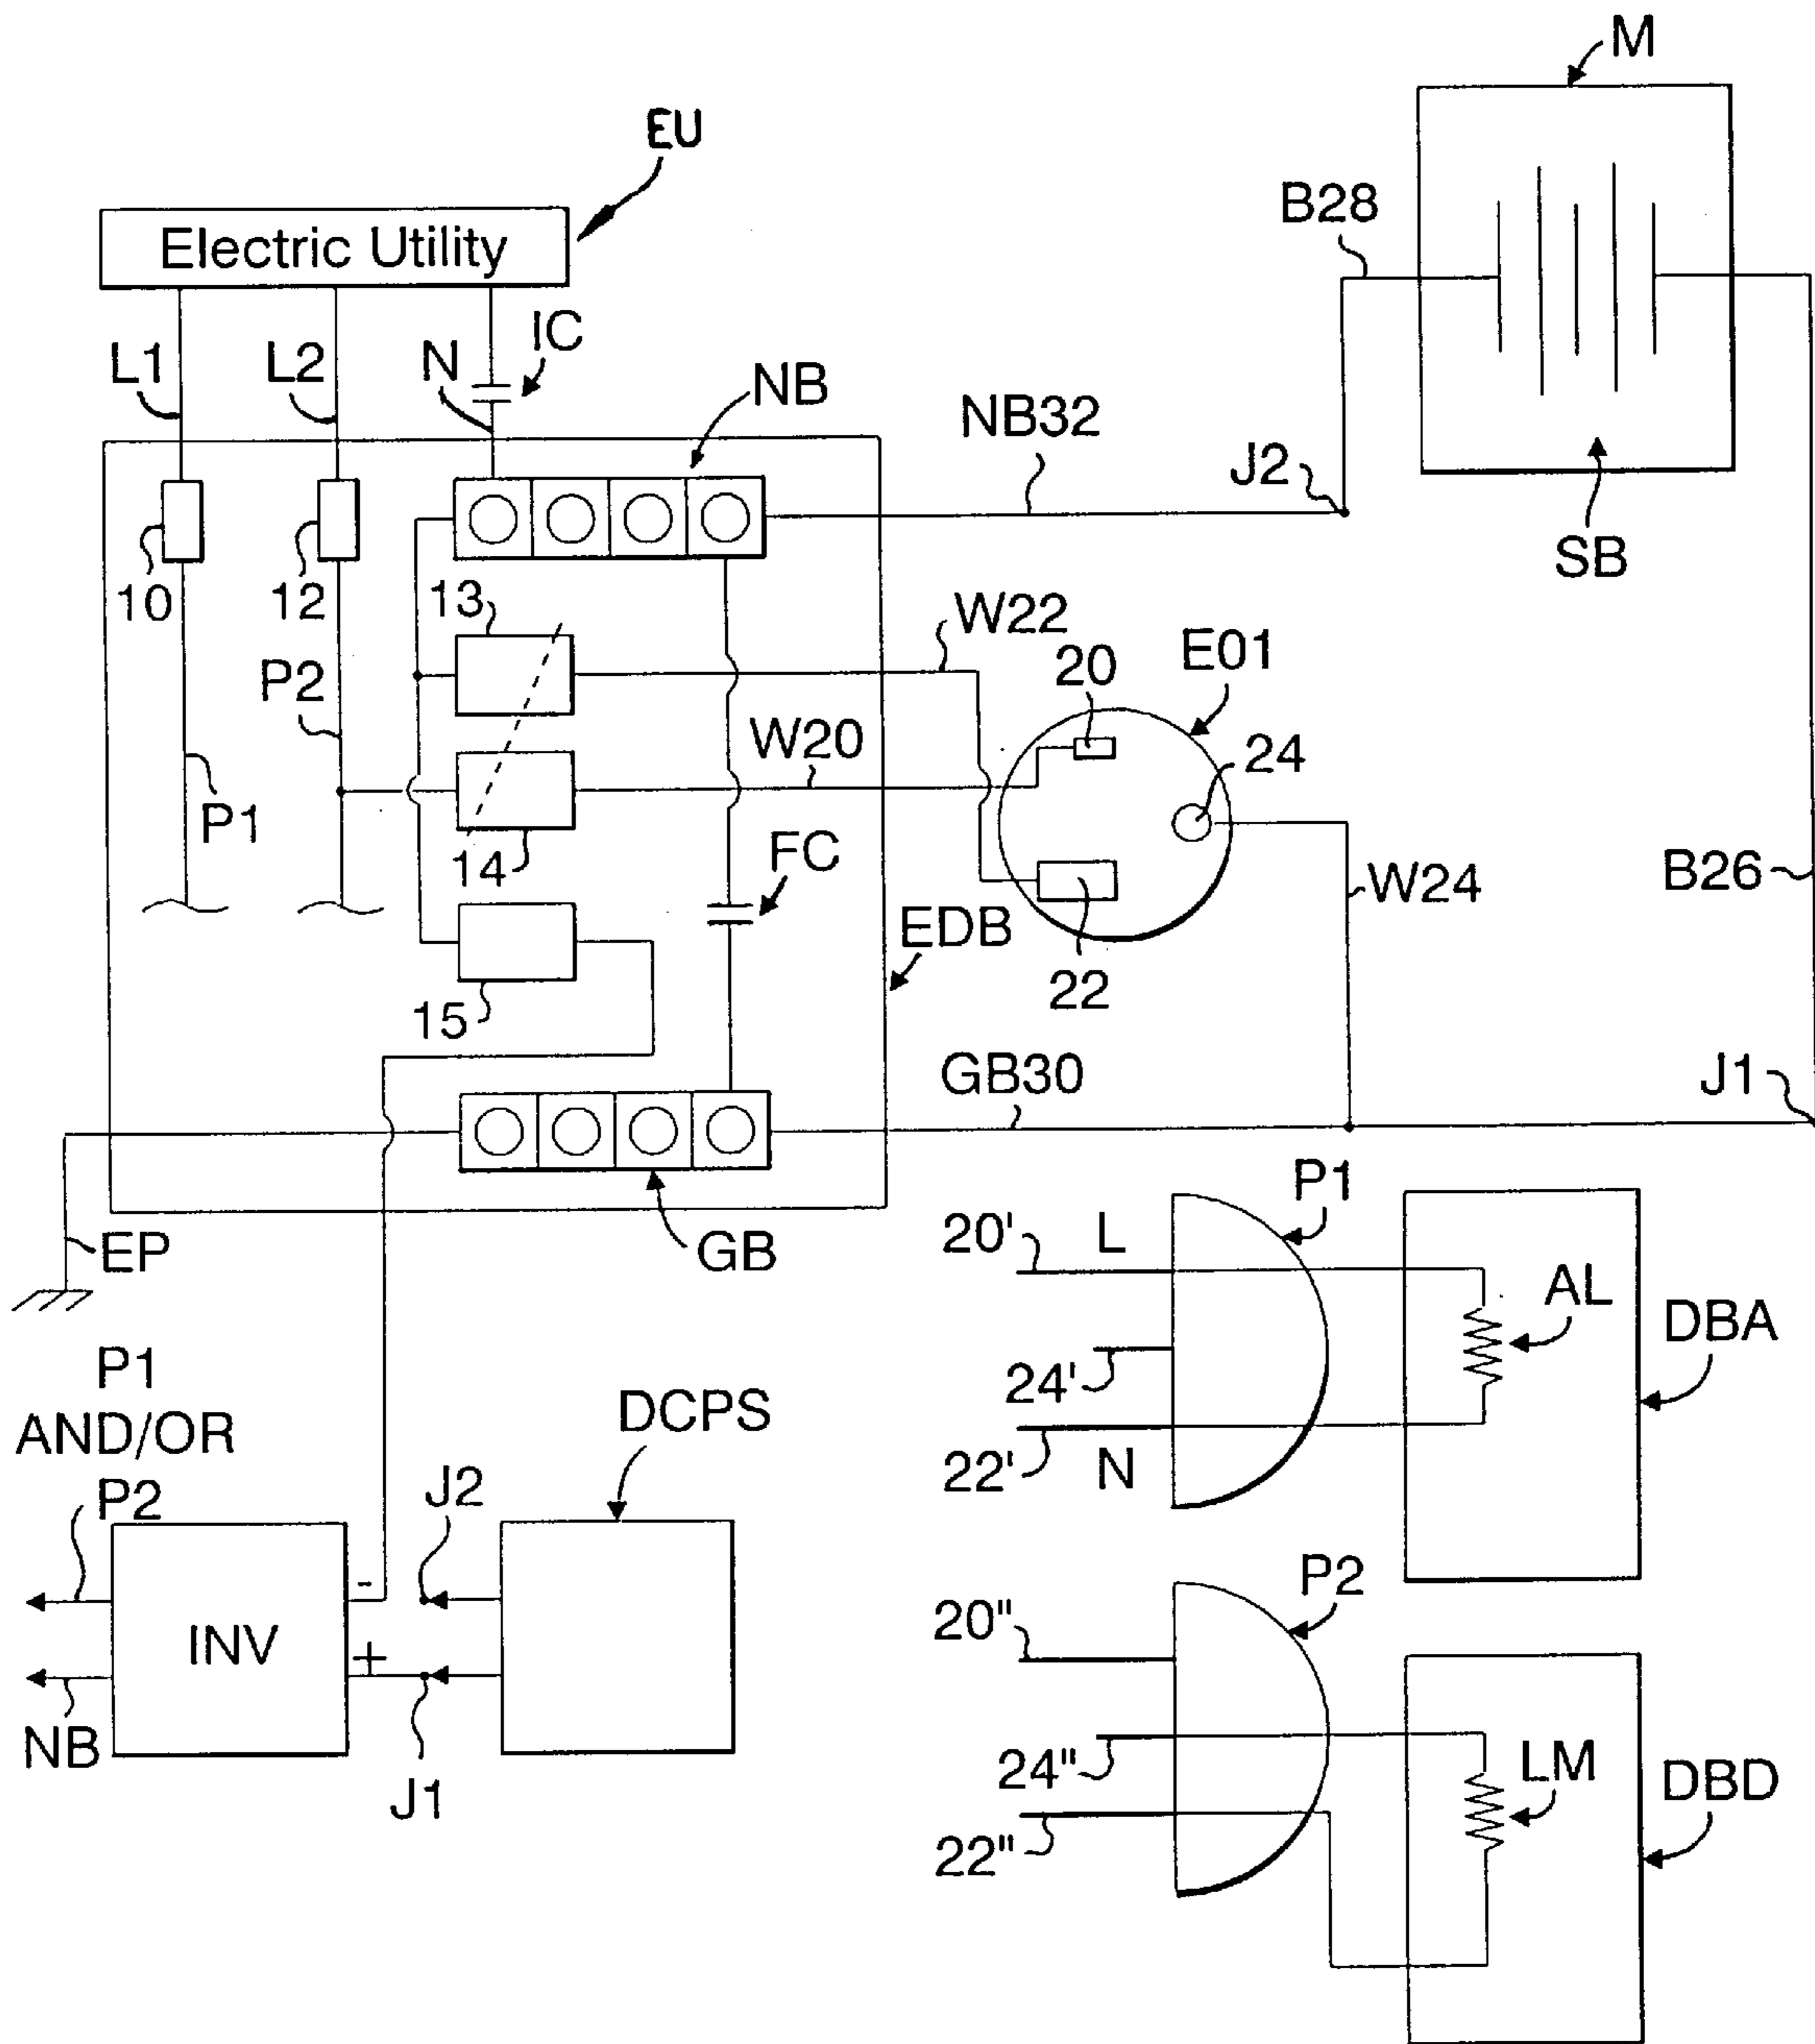 M
EU
B28
Electric Utility
IC
L1
L2
N
NB
NB32
J2
SB
10
12
13
W22
E01
20
P2
W20
24
P1
14
FC
W24
B26
EDB
22
15
GB30
J1
P1
20'
L
EP
GB
AL
DBA
P1
AND/OR
P2
24'
DCPS
22'
N
J2
P2
20"
-
INV
+
NB
24"
LM
DBD
J1
22"